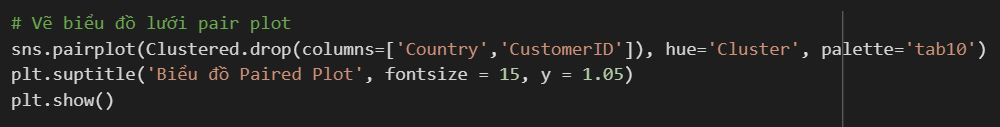 # Vẽ biểu đồ lưới pair plot
sns.pairplot(Clustered.drop(columns=['Country','CustomerID']), hue='Cluster', palette='tab10')
plt.suptitle('Biểu đồ Paired Plot', fontsize = 15, y = 1.05)
plt.show()